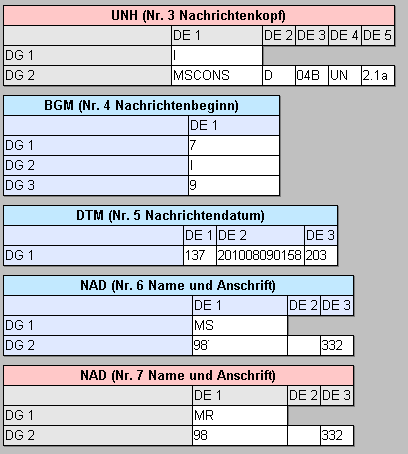 UNH (Nr. 3 Nachrichtenkopf)
DE 1 DE 2 DE 3 DE 4 DE 5
DG 1 I
DG 2 MSCONS D 04B UN 2.1a
BGM (Nr. 4 Nachrichtenbeginn)
DE 1
DG 1 7
DG 2 I
DG 3 9
DTM (Nr. 5 Nachrichtendatum)
DE 1 DE 2 DE 3
DG 1 137 201008090158 203
NAD (Nr. 6 Name und Anschrift)
DE 1 DE 2 DE 3
DG 1 MS
DG 2 98 332
NAD (Nr. 7 Name und Anschrift)
DE 1 DE 2 DE 3
DG 1 MR
DG 2 98 332